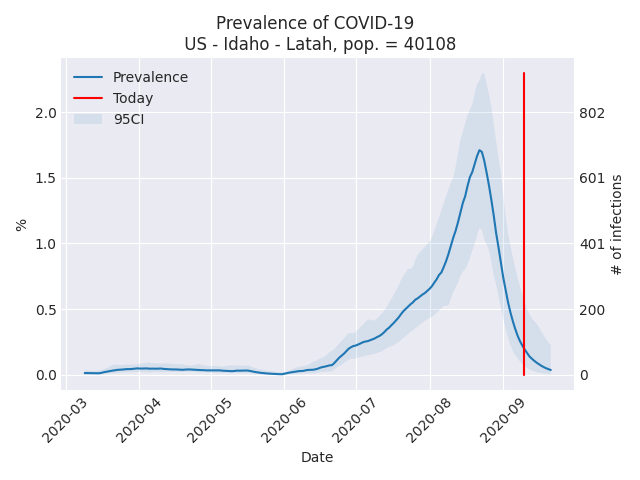 Prevalence of COVID-19
US - Idaho - Latah, pop. = 40108
Prevalence
Today
95CI
2.0
1.5
1.0
0.5
0.0
%
802
601
401
200
0
# of infections
2020-03
2020-04
2020-05
2020-06
2020-07
2020-08
2020-09
Date